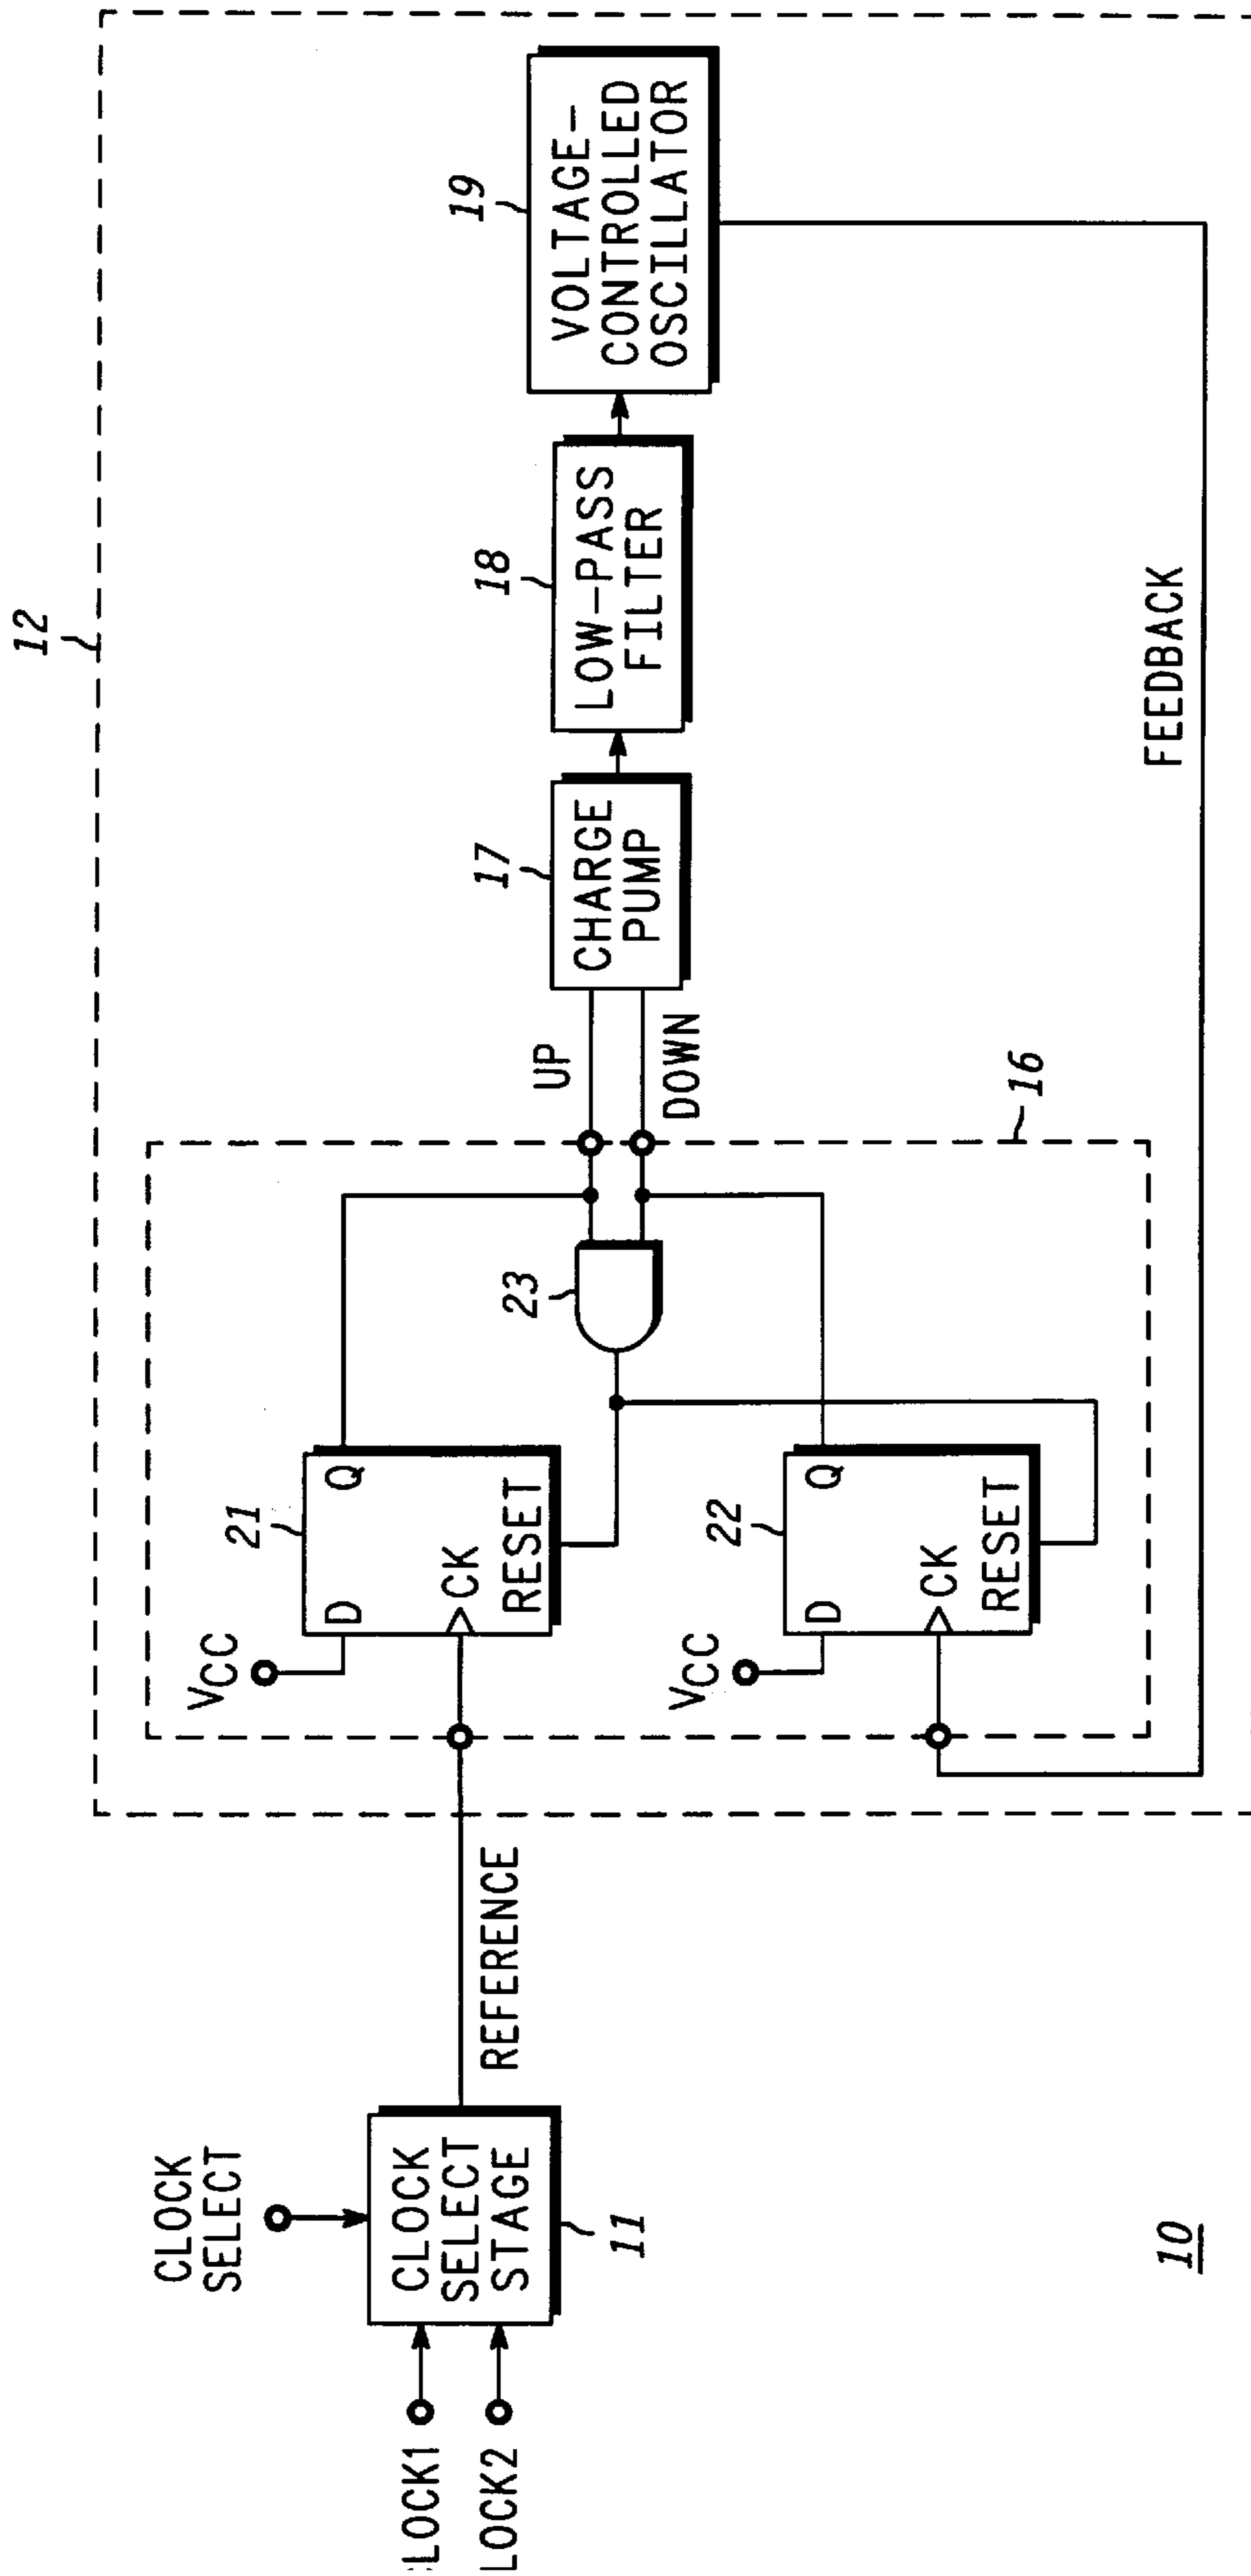 12
CLOCK
SELECT
CLOCK
SELECT
STAGE
11
LOCK1
LOCK2
REFERENCE
VCC
21
D
Q
CK
RESET
VCC
22
D
Q
CK
RESET
23
UP
DOWN
16
17
CHARGE
PUMP
18
LOW-PASS
FILTER
19
VOLTAGE-
CONTROLLED
OSCILLATOR
FEEDBACK
10